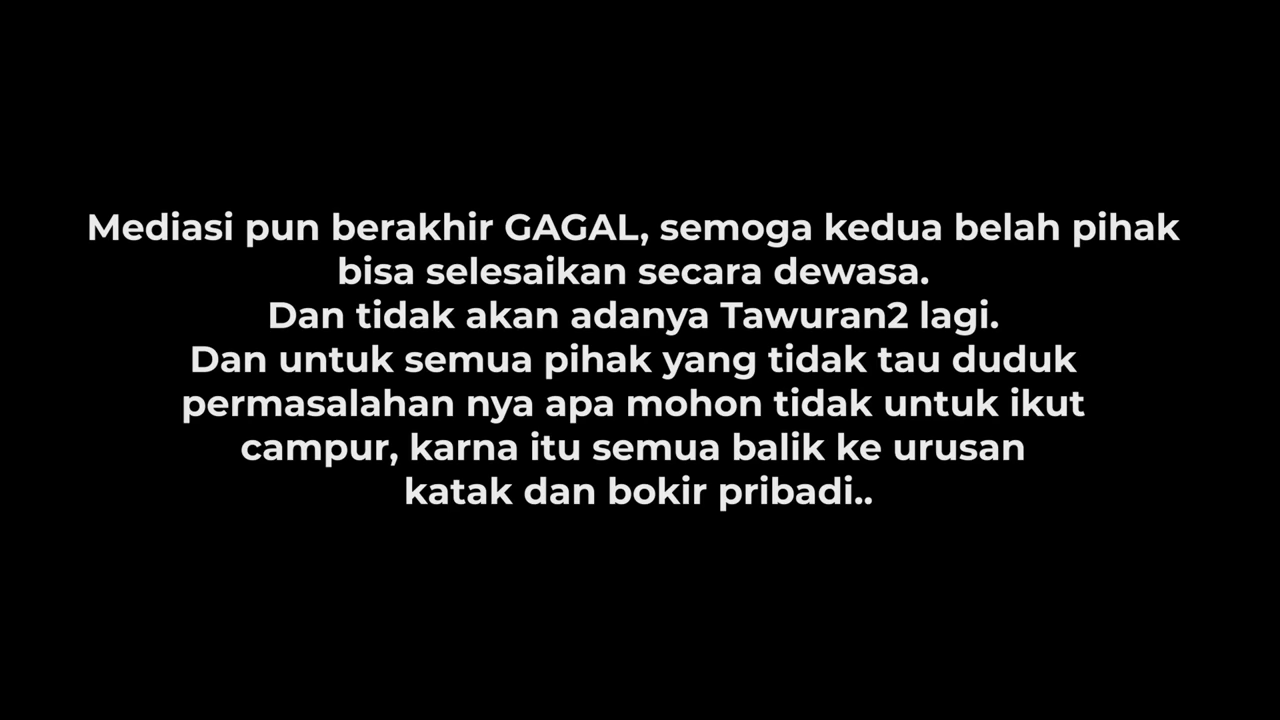 Mediasi pun berakhir GAGAL, semoga kedua belah pihak
bisa selesaikan secara dewasa.
Dan tidak akan adanya Tawuran2 lagi.
Dan untuk semua pihak yang tidak tau duduk
permasalahan nya apa mohon tidak untuk ikut
campur, karna itu semua balik ke urusan
katak dan bokir pribadi..